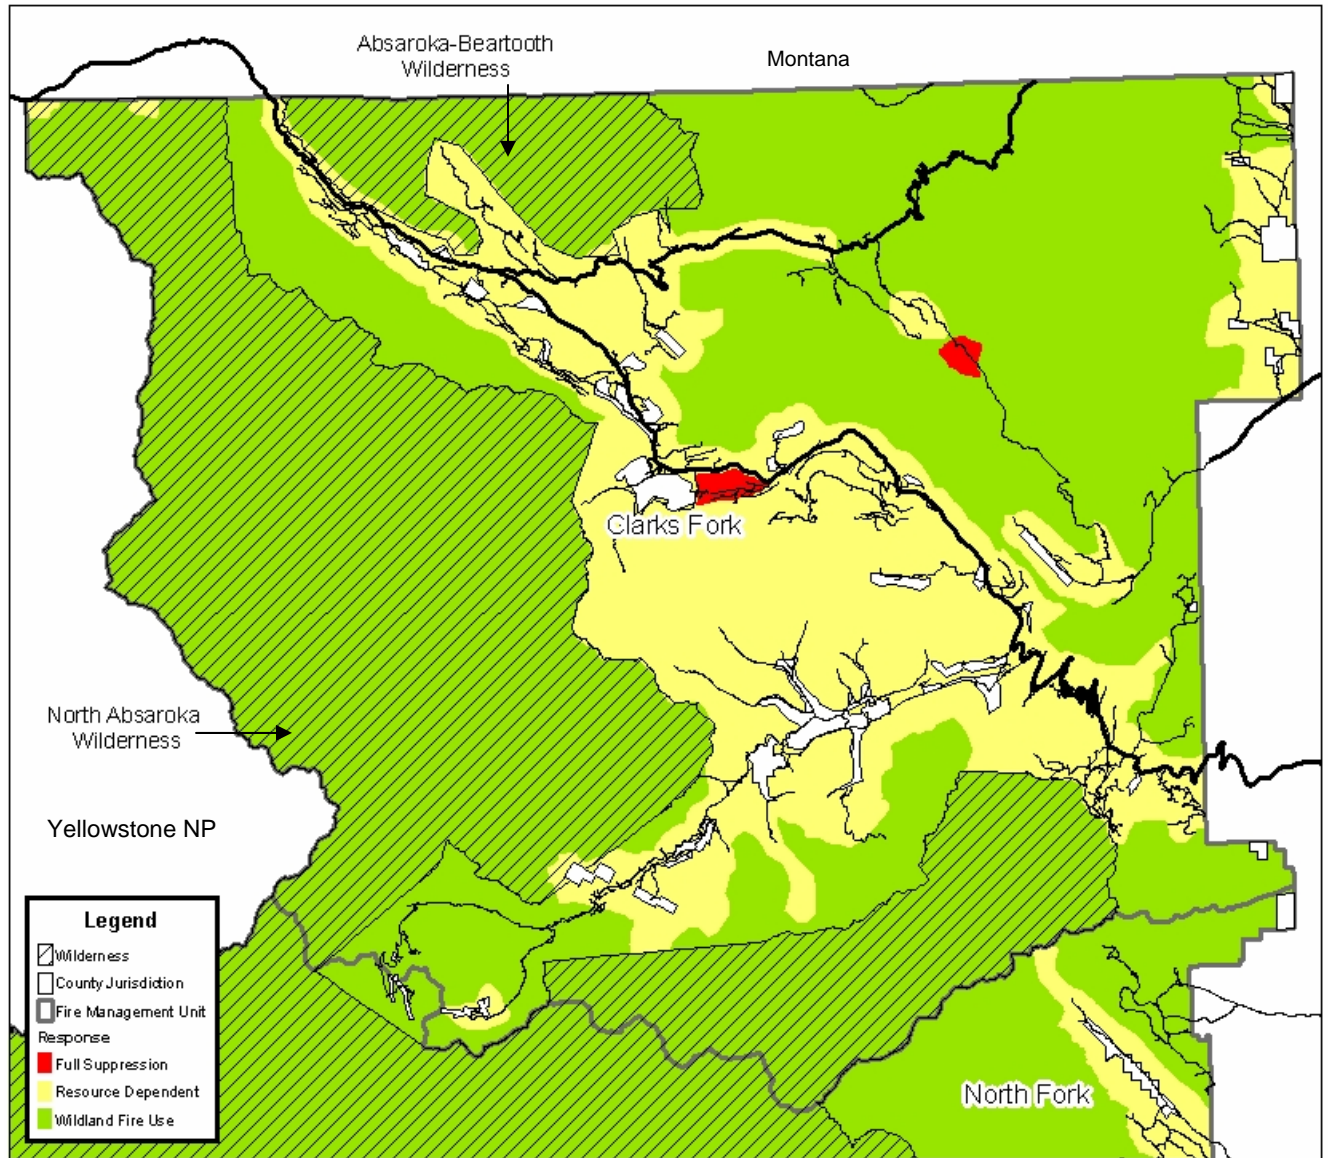 Absaroka-Beartooth
Wilderness
Montana
Clarks Fork
North Absaroka
Wilderness
Yellowstone NP
North Fork
Legend
Wilderness
County Jurisdiction
Fire Management Unit
Response
Full Suppression
Resource Dependent
Wildland Fire Use